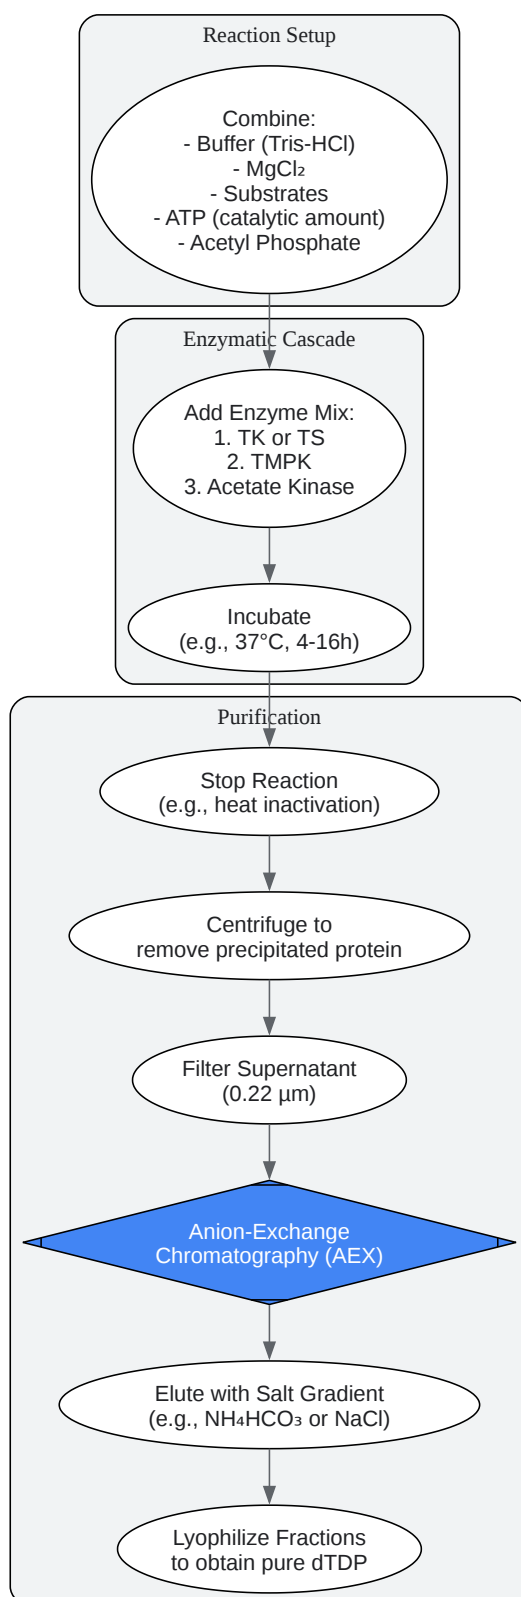 Reaction Setup
Combine:
- Buffer (Tris-HCl)
- MgCl₂
- Substrates
- ATP (catalytic amount)
- Acetyl Phosphate
Enzymatic Cascade
Add Enzyme Mix:
1. TK or TS
2. TMPK
3. Acetate Kinase
Incubate
(e.g., 37°C, 4-16h)
Purification
Stop Reaction
(e.g., heat inactivation)
Centrifuge to
remove precipitated protein
Filter Supernatant
(0.22 µm)
Anion-Exchange
Chromatography (AEX)
Elute with Salt Gradient
(e.g., NH₄HCO₃ or NaCl)
Lyophilize Fractions
to obtain pure dTDP